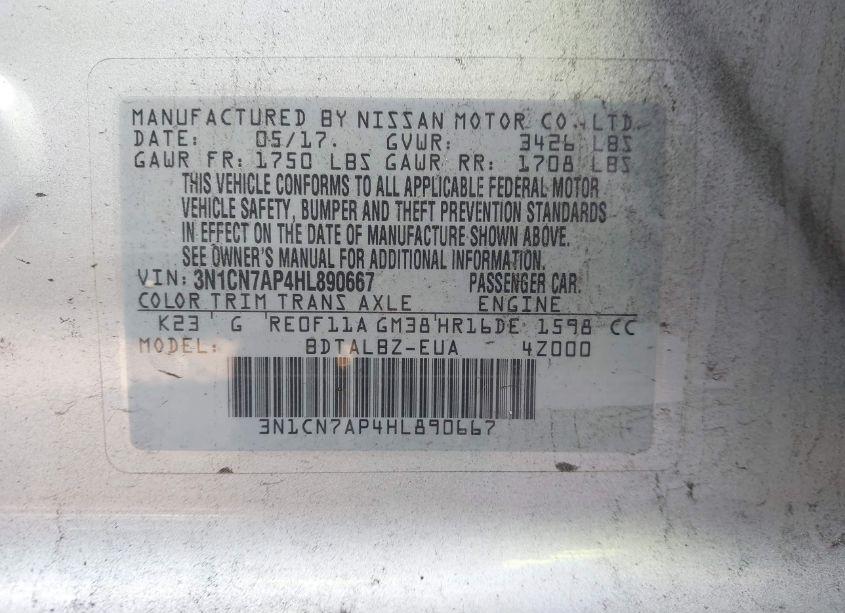 MANUFACTURED BY NISSAN MOTOR CO., LTD.
DATE: 05/17. GVWR: 3426 LBS
GAWR FR: 1750 LBS GAWR RR: 1708 LBS
THIS VEHICLE CONFORMS TO ALL APPLICABLE FEDERAL MOTOR
VEHICLE SAFETY, BUMPER AND THEFT PREVENTION STANDARDS
IN EFFECT ON THE DATE OF MANUFACTURE SHOWN ABOVE.
SEE OWNER'S MANUAL FOR ADDITIONAL INFORMATION.
VIN: 3N1CN7AP4HL890667 PASSENGER CAR.
COLOR TRIM TRANS AXLE ENGINE
K23 G RE0F11A GM38 HR16DE 1598 CC
MODEL: BDTALBZ-EUA 4Z000
3N1CN7AP4HL890667